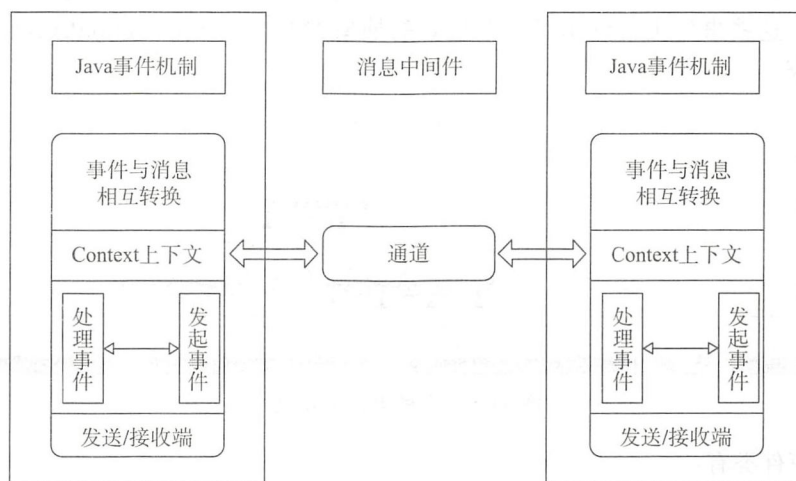 Java事件机制
消息中间件
Java事件机制
事件与消息
相互转换
Context上下文
处理事件
发起事件
发送/接收端
通道
事件与消息
相互转换
Context上下文
处理事件
发起事件
发送/接收端